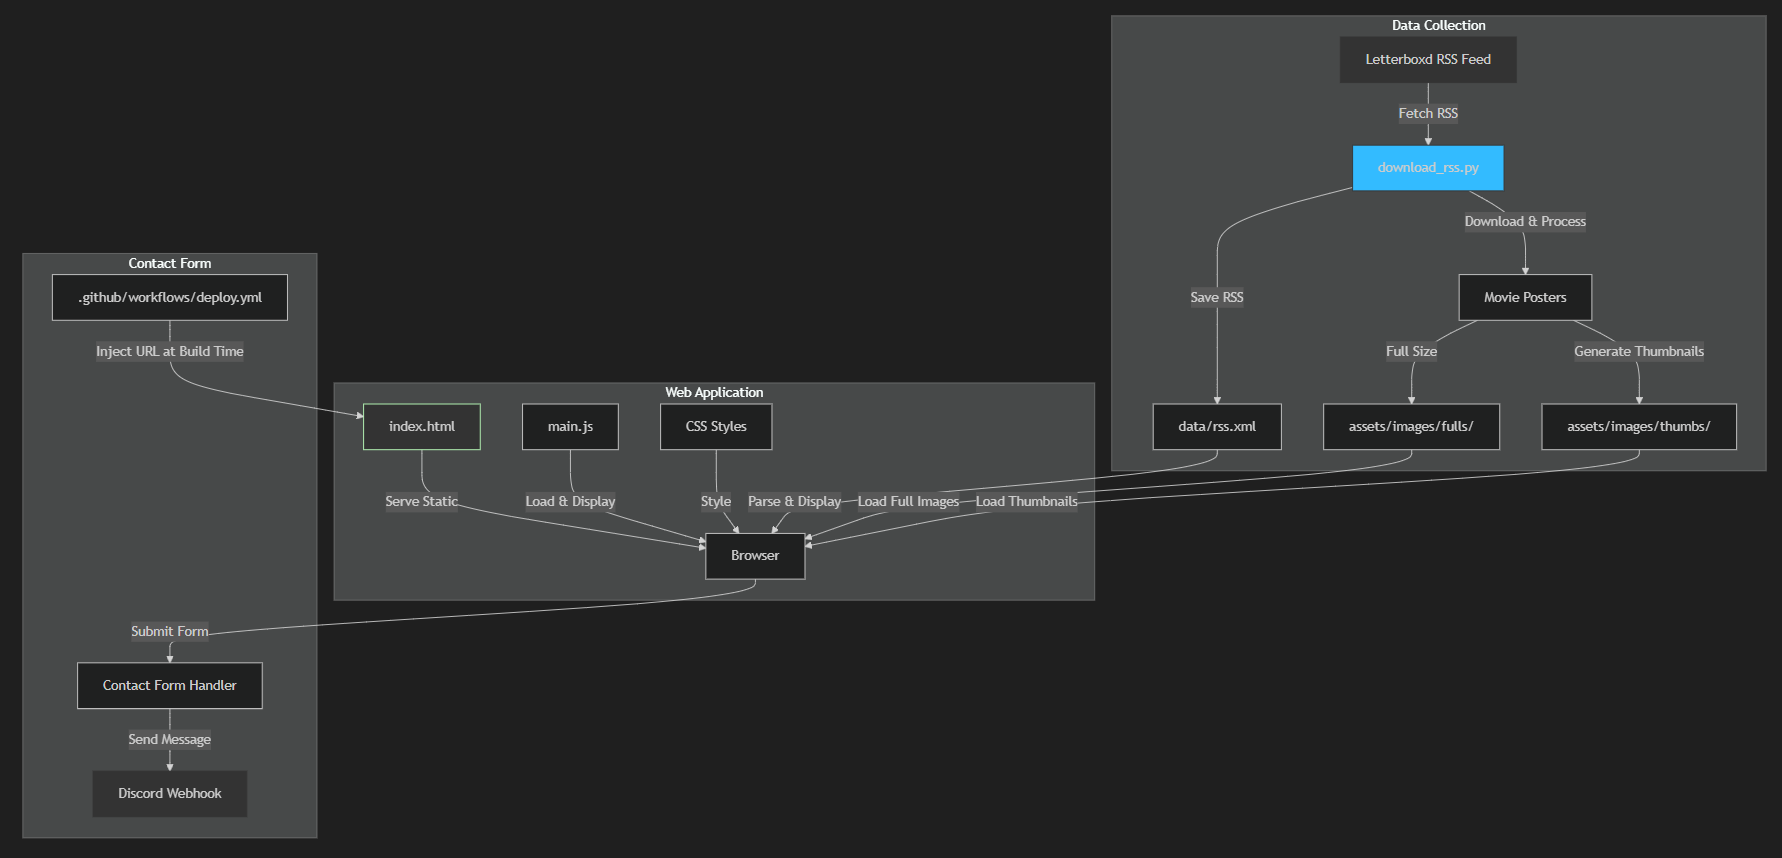 Data Collection
Letterboxd RSS Feed
Fetch RSS
download_rss.py
Download & Process
Save RSS
Movie Posters
Full Size
Generate Thumbnails
data/rss.xml
assets/images/fulls/
assets/images/thumbs/
Contact Form
.github/workflows/deploy.yml
Inject URL at Build Time
Web Application
index.html
main.js
CSS Styles
Serve Static
Load & Display
Style
Parse & Display
Load Full Images
Load Thumbnails
Browser
Submit Form
Contact Form Handler
Send Message
Discord Webhook